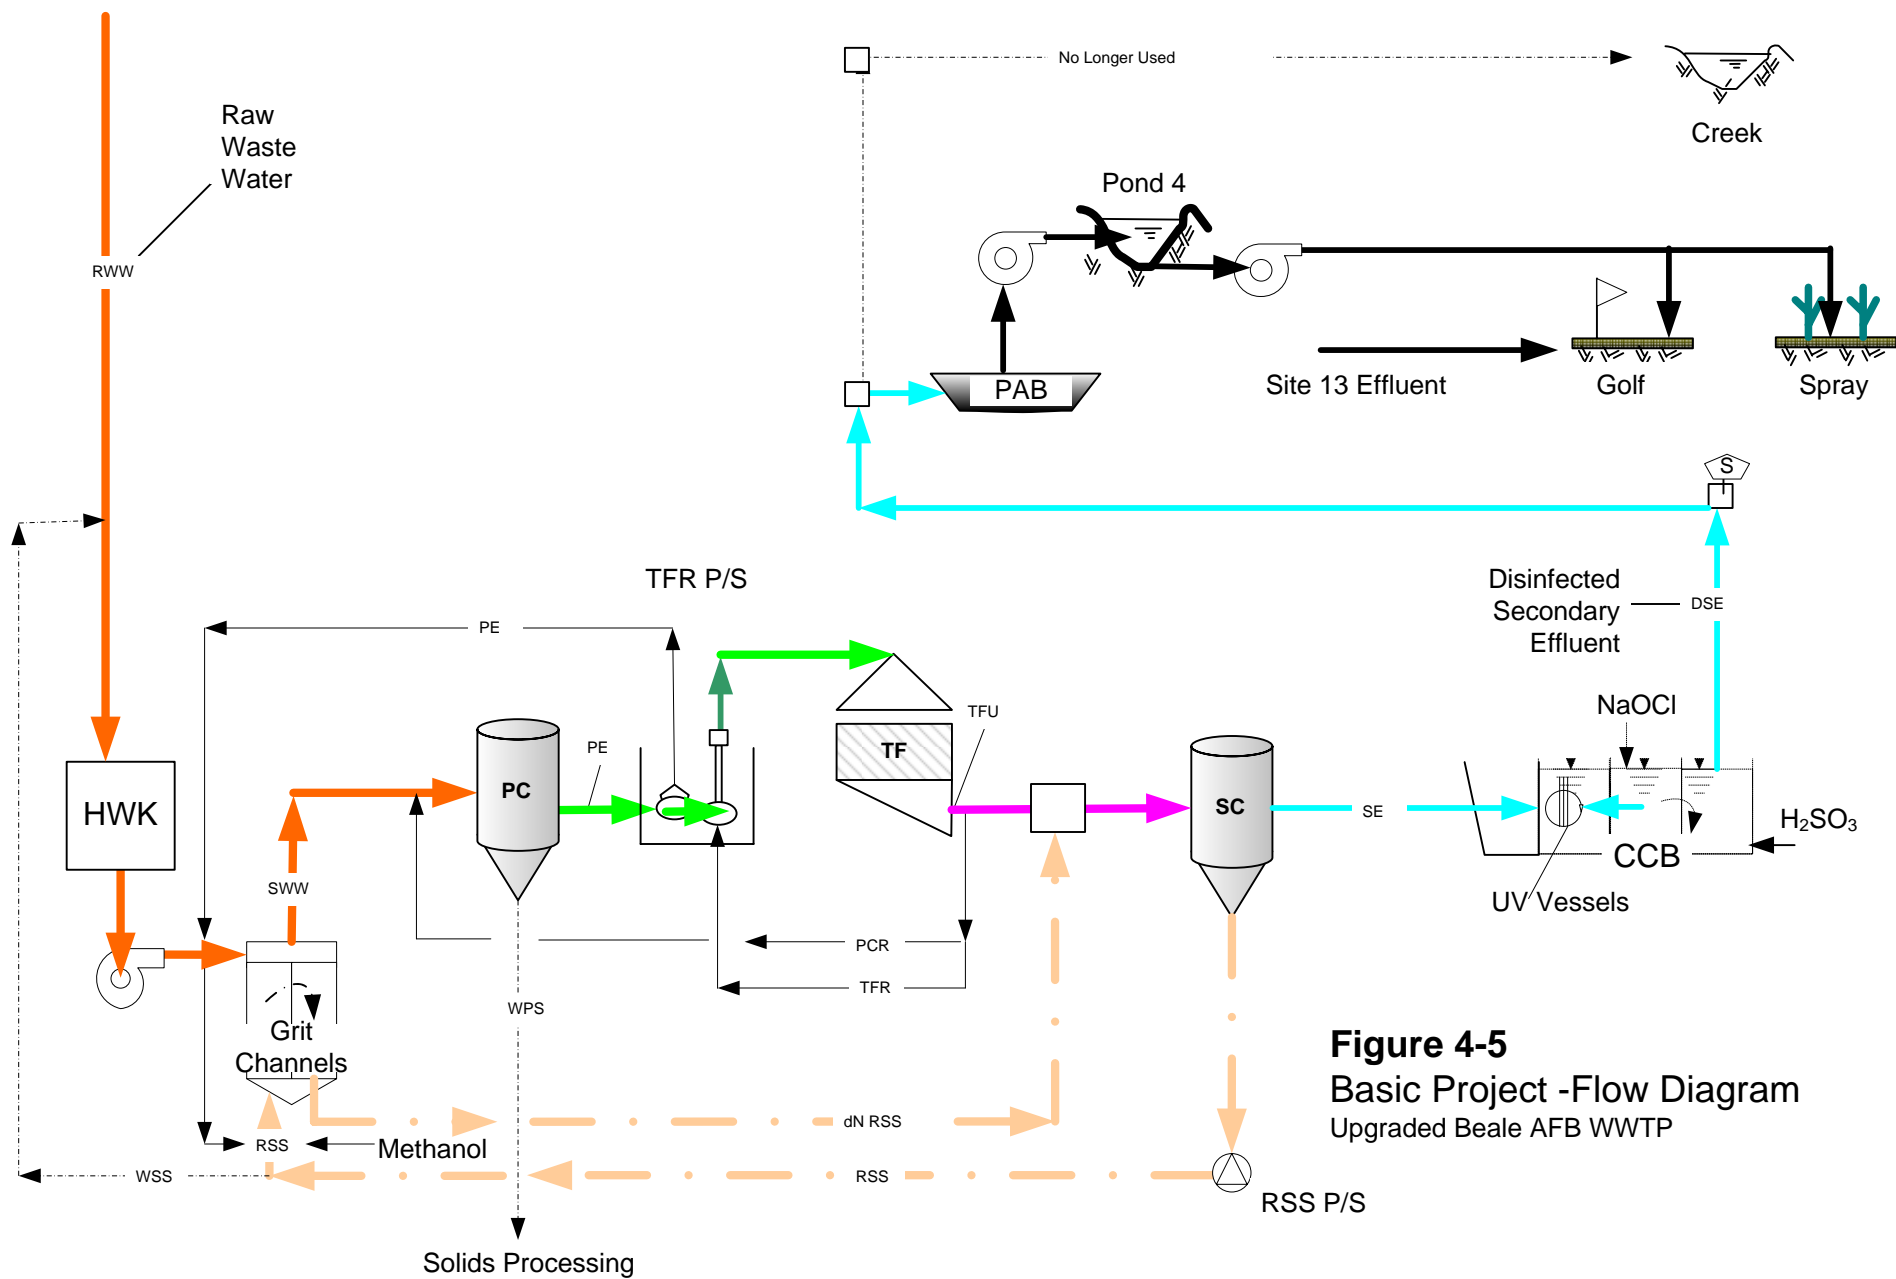 No Longer Used
Creek
Raw
Waste
Water
Pond 4
RWW
PAB
Site 13 Effluent
Golf
Spray
S
TFR P/S
Disinfected
Secondary
Effluent
DSE
PE
TFU
NaOCl
PE
TF
HWK
PC
SC
SE
H₂SO₃
CCB
SWW
UV Vessels
PCR
TFR
WPS
Grit
Channels
Figure 4-5
Basic Project -Flow Diagram
Upgraded Beale AFB WWTP
dN RSS
RSS
Methanol
WSS
RSS
RSS P/S
Solids Processing